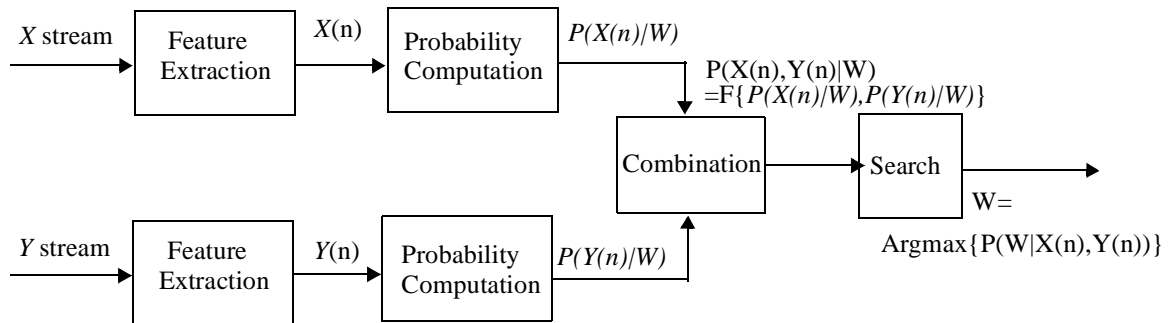 X stream
Feature
Extraction
X(n)
Probability
Computation
P(X(n)/W)
P(X(n),Y(n)|W)
=F{P(X(n)/W),P(Y(n)/W)}
Combination
Search
W=
Argmax{P(W|X(n),Y(n))}
Y stream
Feature
Extraction
Y(n)
Probability
Computation
P(Y(n)/W)